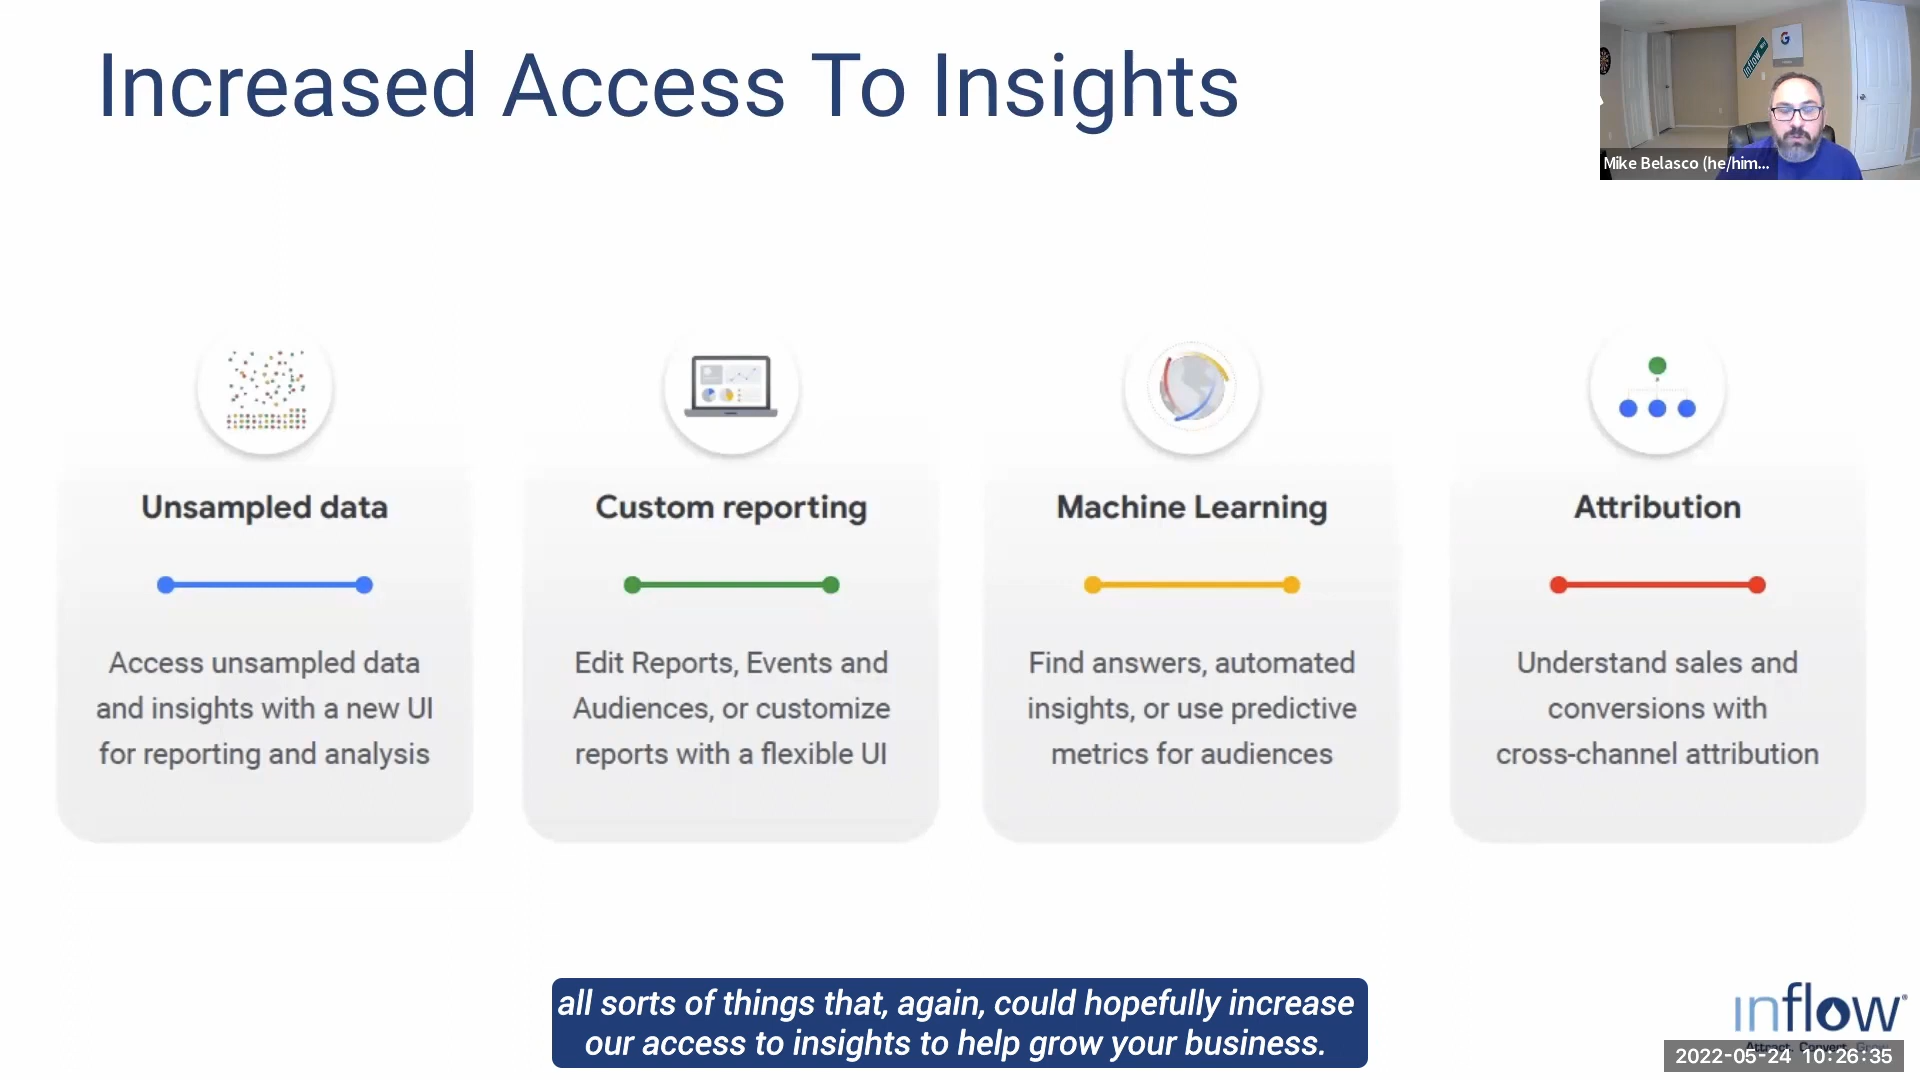 Increased Access To Insights
Mike Belasco (he/him...
Unsampled data
Access unsampled data
and insights with a new UI
for reporting and analysis
Custom reporting
Edit Reports, Events and
Audiences, or customize
reports with a flexible UI
Machine Learning
Find answers, automated
insights, or use predictive
metrics for audiences
Attribution
Understand sales and
conversions with
cross-channel attribution
all sorts of things that, again, could hopefully increase
our access to insights to help grow your business.
inflow®
2022-05-24 10:26:35